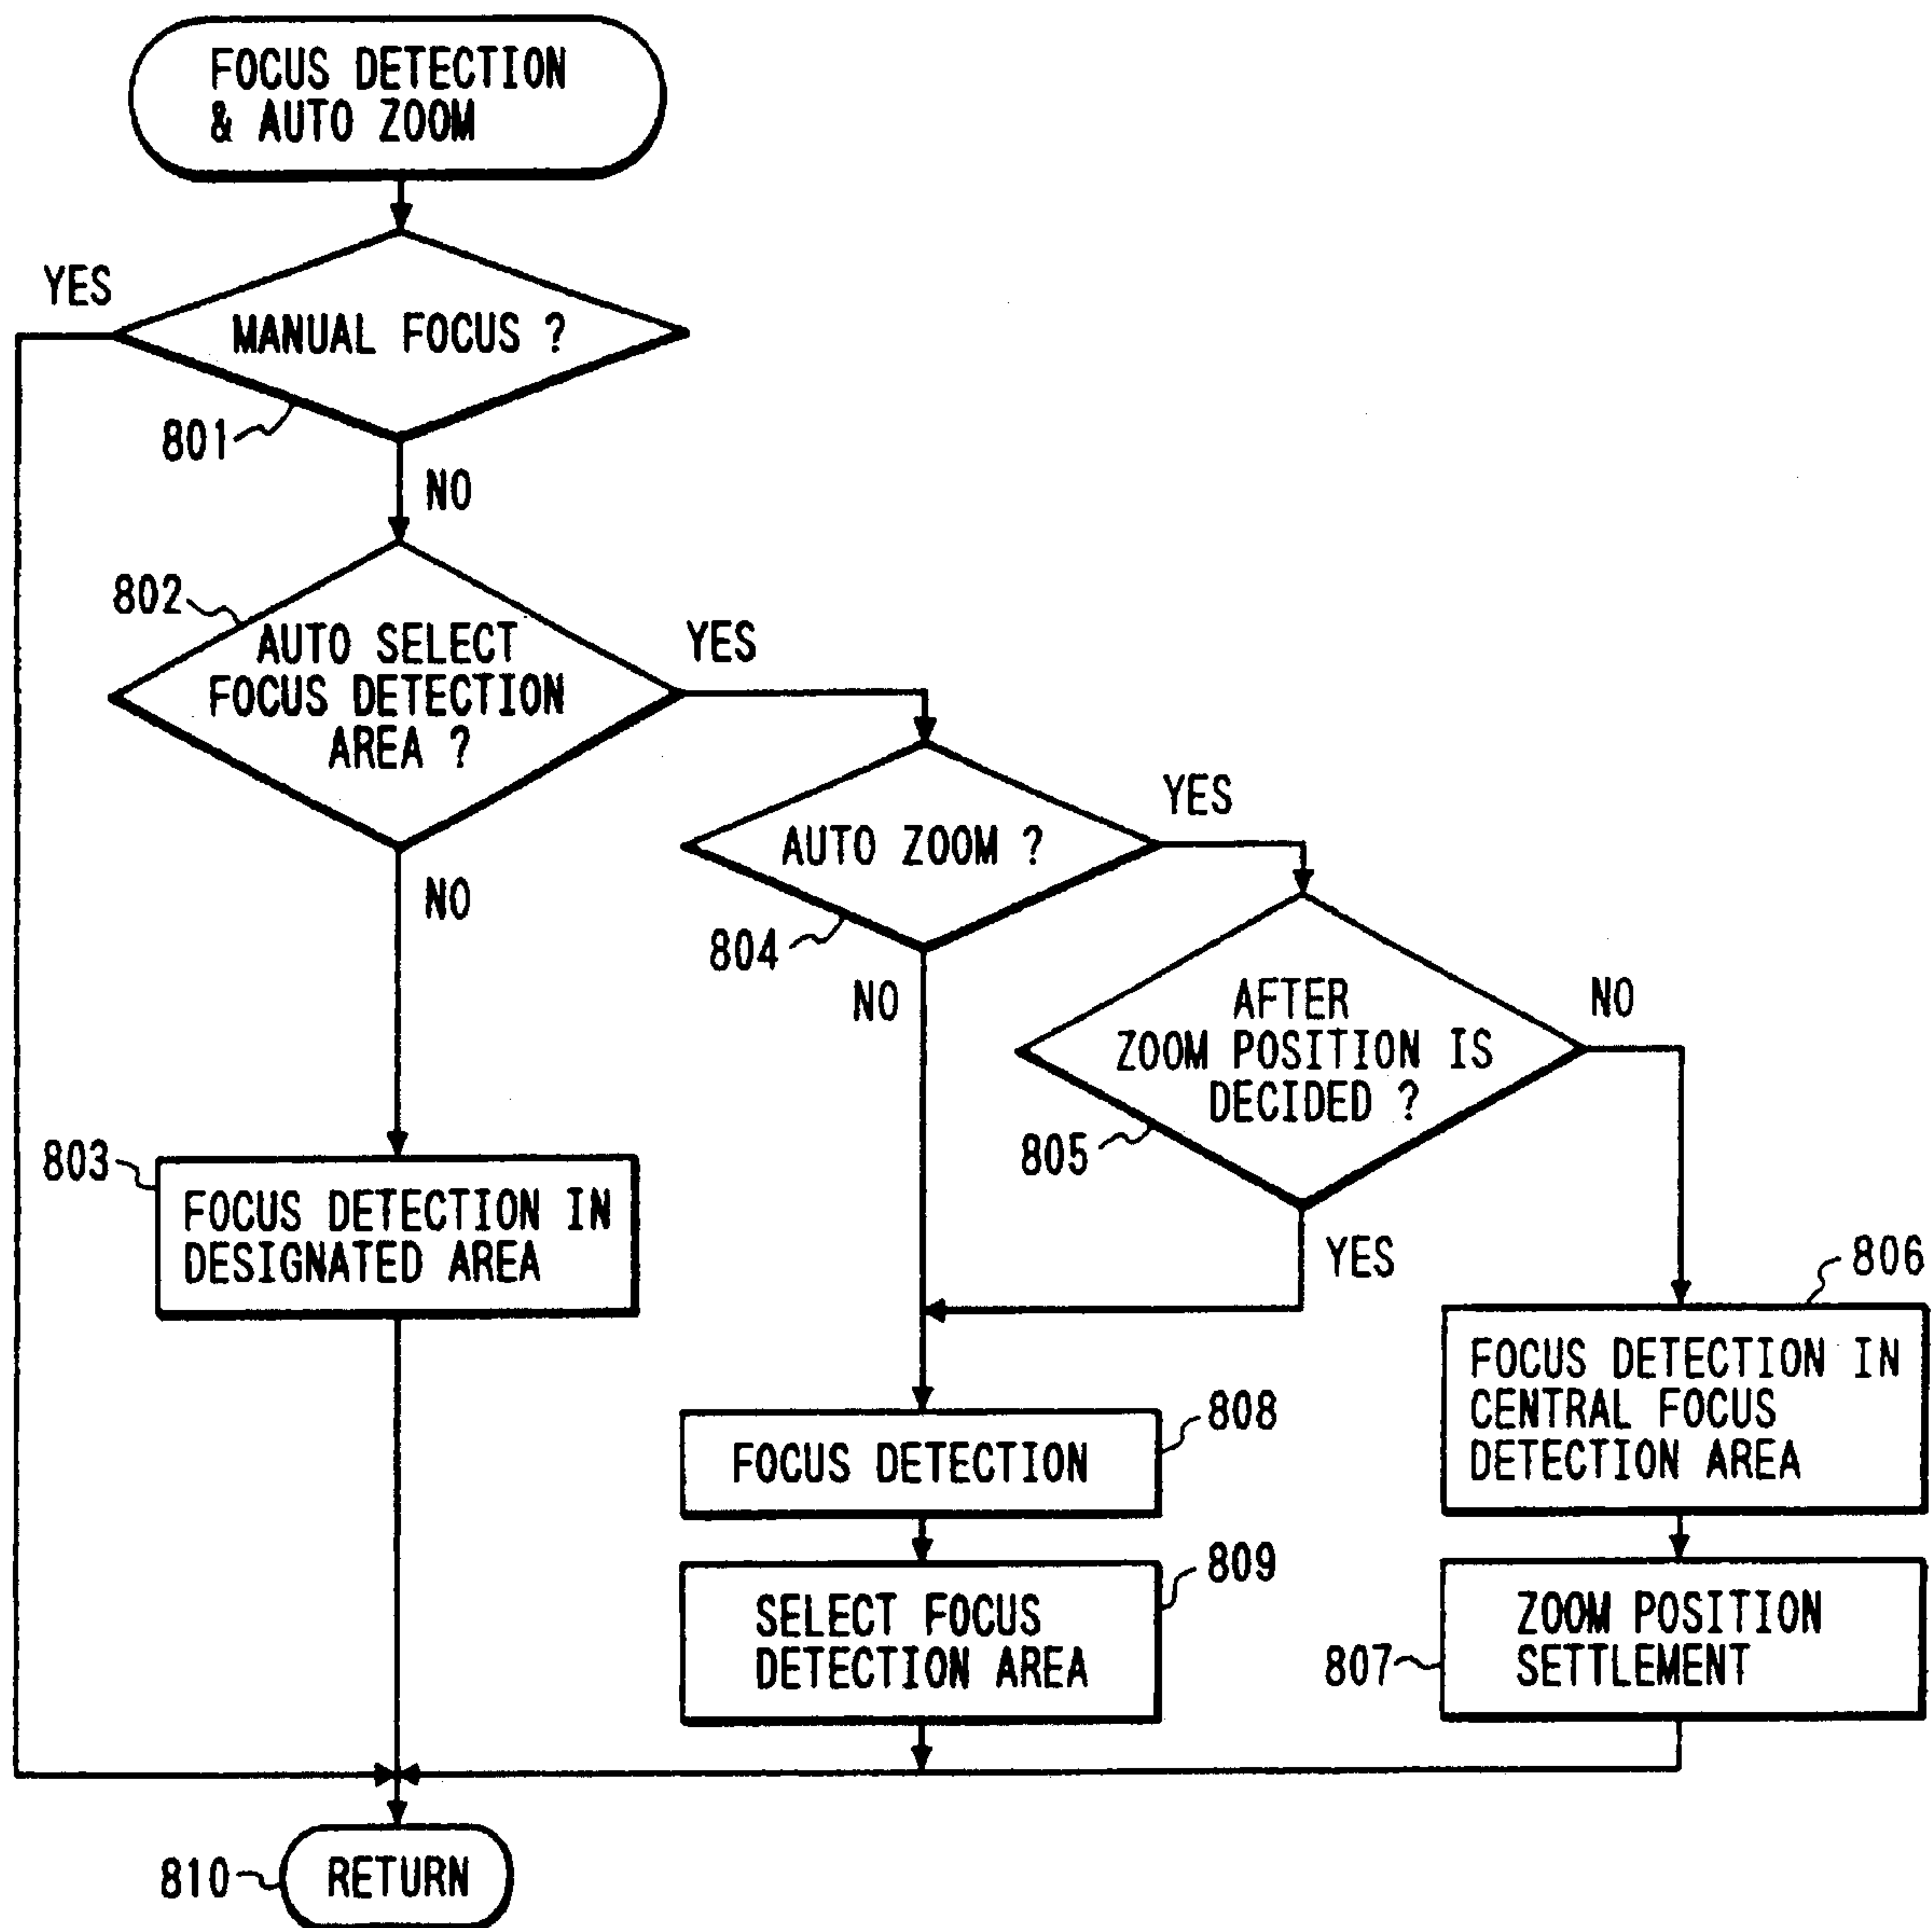 FOCUS DETECTION
& AUTO ZOOM
YES
MANUAL FOCUS ?
801
NO
802
AUTO SELECT
FOCUS DETECTION
AREA ?
YES
NO
AUTO ZOOM ?
YES
804
NO
AFTER
ZOOM POSITION IS
DECIDED ?
NO
805
YES
803
FOCUS DETECTION IN
DESIGNATED AREA
806
FOCUS DETECTION IN
CENTRAL FOCUS
DETECTION AREA
808
FOCUS DETECTION
809
SELECT FOCUS
DETECTION AREA
807
ZOOM POSITION
SETTLEMENT
810
RETURN